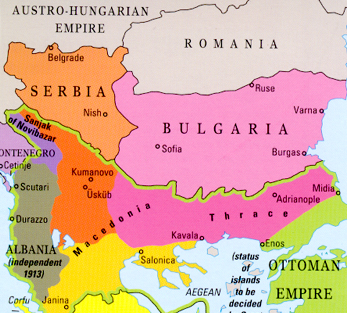 AUSTRO-HUNGARIAN
EMPIRE
ROMANIA
Belgrade
SERBIA
Ruse
Varna
Nish
Sanjak
of Novibazar
BULGARIA
Sofia
Burgas
MONTENEGRO
Cetinje
Kumanovo
Üsküb
Scutari
Adrianople
Midia
Macedonia
Thrace
Durazzo
Kavala
Enos
ALBANIA
(independent
1913)
Salonica
(status
of
islands
to be
decided
OTTOMAN
EMPIRE
Corfu
Janina
AEGEAN